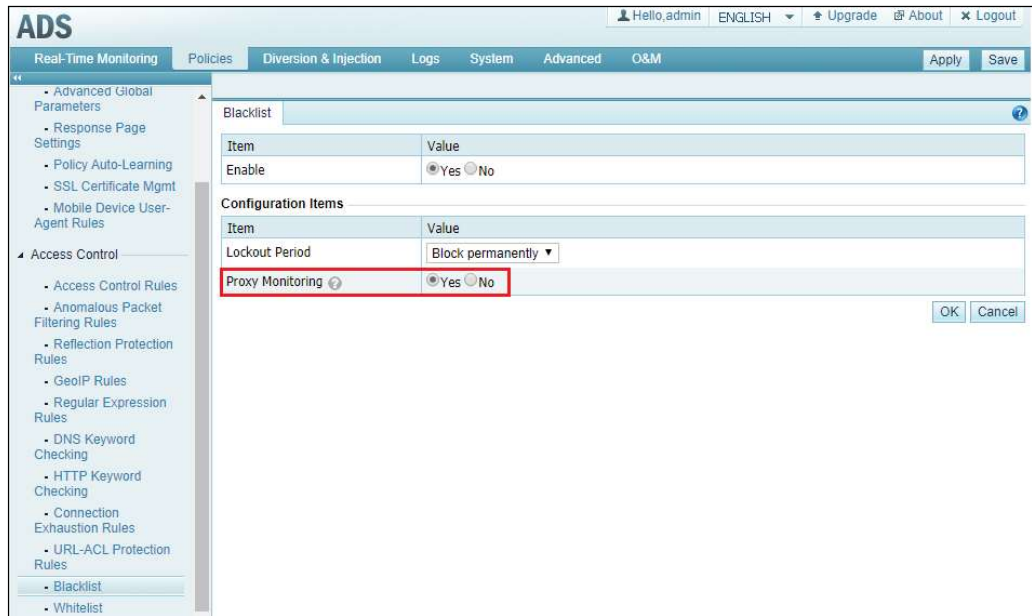 ADS
Hello,admin ENGLISH Upgrade About Logout
Real-Time Monitoring Policies Diversion & Injection Logs System Advanced O&M Apply Save
- Advanced Global
Parameters
- Response Page
Settings
- Policy Auto-Learning
- SSL Certificate Mgmt
- Mobile Device User-
Agent Rules
Access Control
- Access Control Rules
- Anomalous Packet
Filtering Rules
- Reflection Protection
Rules
- GeoIP Rules
- Regular Expression
Rules
- DNS Keyword
Checking
- HTTP Keyword
Checking
- Connection
Exhaustion Rules
- URL-ACL Protection
Rules
- Blacklist
- Whitelist
Blacklist ?
Item Value
Enable Yes No
Configuration Items
Item Value
Lockout Period Block permanently
Proxy Monitoring ? Yes No
OK Cancel